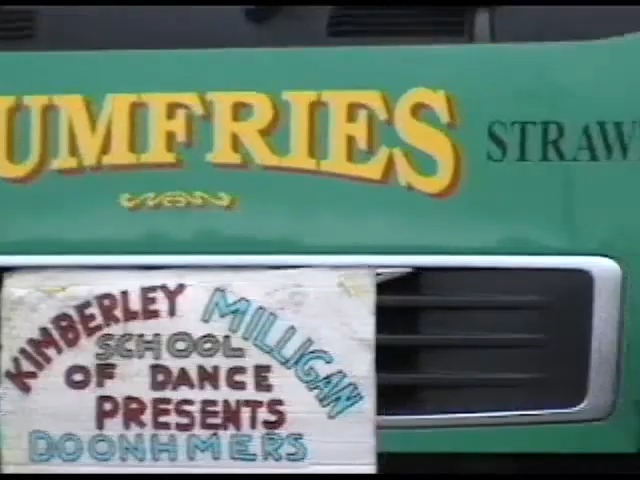 UMFRIES
STRAW
KIMBERLEY MILLIGAN
SCHOOL
OF DANCE
PRESENTS
DOONHMERS